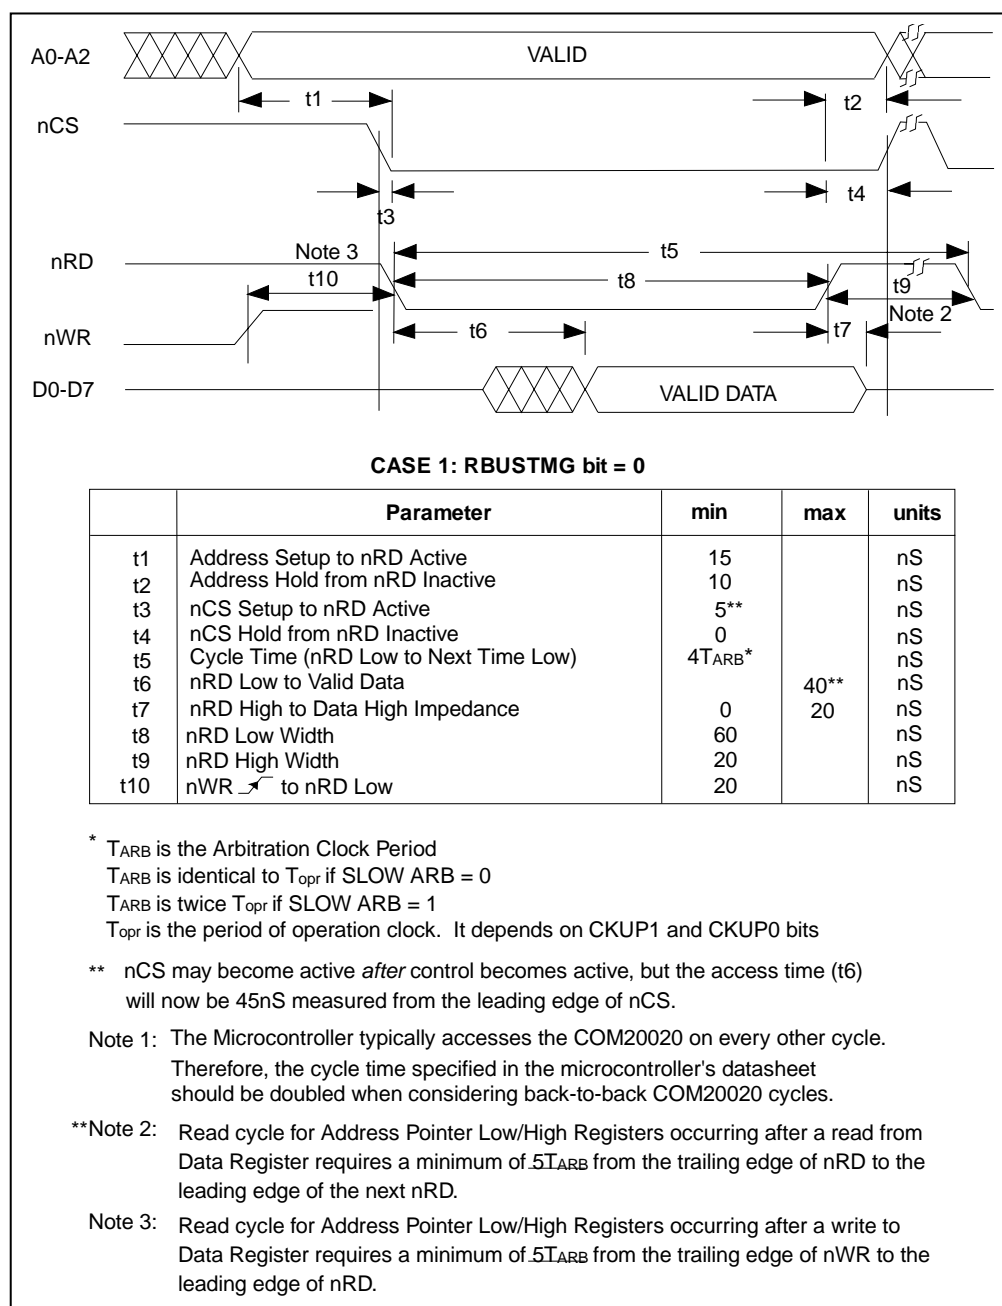 A0-A2
VALID
t1
t2
nCS
t3
t4
nRD
Note 3
t5
t10
t8
t9
nWR
t6
t7
Note 2
D0-D7
VALID DATA
CASE 1: RBUSTMG bit = 0
Parameter min max units
t1 Address Setup to nRD Active 15 nS
t2 Address Hold from nRD Inactive 10 nS
t3 nCS Setup to nRD Active 5** nS
t4 nCS Hold from nRD Inactive 0 nS
t5 Cycle Time (nRD Low to Next Time Low) 4TARB* nS
t6 nRD Low to Valid Data 40** nS
t7 nRD High to Data High Impedance 0 20 nS
t8 nRD Low Width 60 nS
t9 nRD High Width 20 nS
t10 nWR to nRD Low 20 nS
* TARB is the Arbitration Clock Period
TARB is identical to Topr if SLOW ARB = 0
TARB is twice Topr if SLOW ARB = 1
Topr is the period of operation clock. It depends on CKUP1 and CKUP0 bits
** nCS may become active after control becomes active, but the access time (t6)
will now be 45nS measured from the leading edge of nCS.
Note 1: The Microcontroller typically accesses the COM20020 on every other cycle.
Therefore, the cycle time specified in the microcontroller's datasheet
should be doubled when considering back-to-back COM20020 cycles.
**Note 2: Read cycle for Address Pointer Low/High Registers occurring after a read from
Data Register requires a minimum of 5TARB from the trailing edge of nRD to the
leading edge of the next nRD.
Note 3: Read cycle for Address Pointer Low/High Registers occurring after a write to
Data Register requires a minimum of 5TARB from the trailing edge of nWR to the
leading edge of nRD.